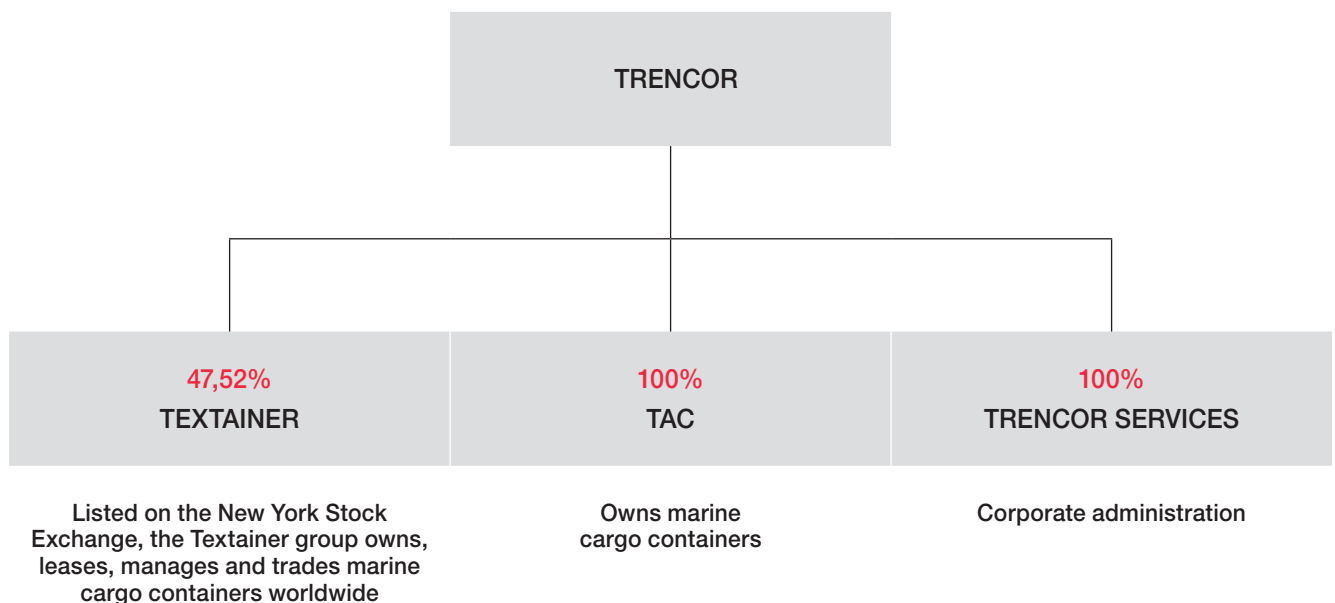 TRENCOR
47,52%
TEXTAINER
Listed on the New York Stock
Exchange, the Textainer group owns,
leases, manages and trades marine
cargo containers worldwide
100%
TAC
Owns marine
cargo containers
100%
TRENCOR SERVICES
Corporate administration